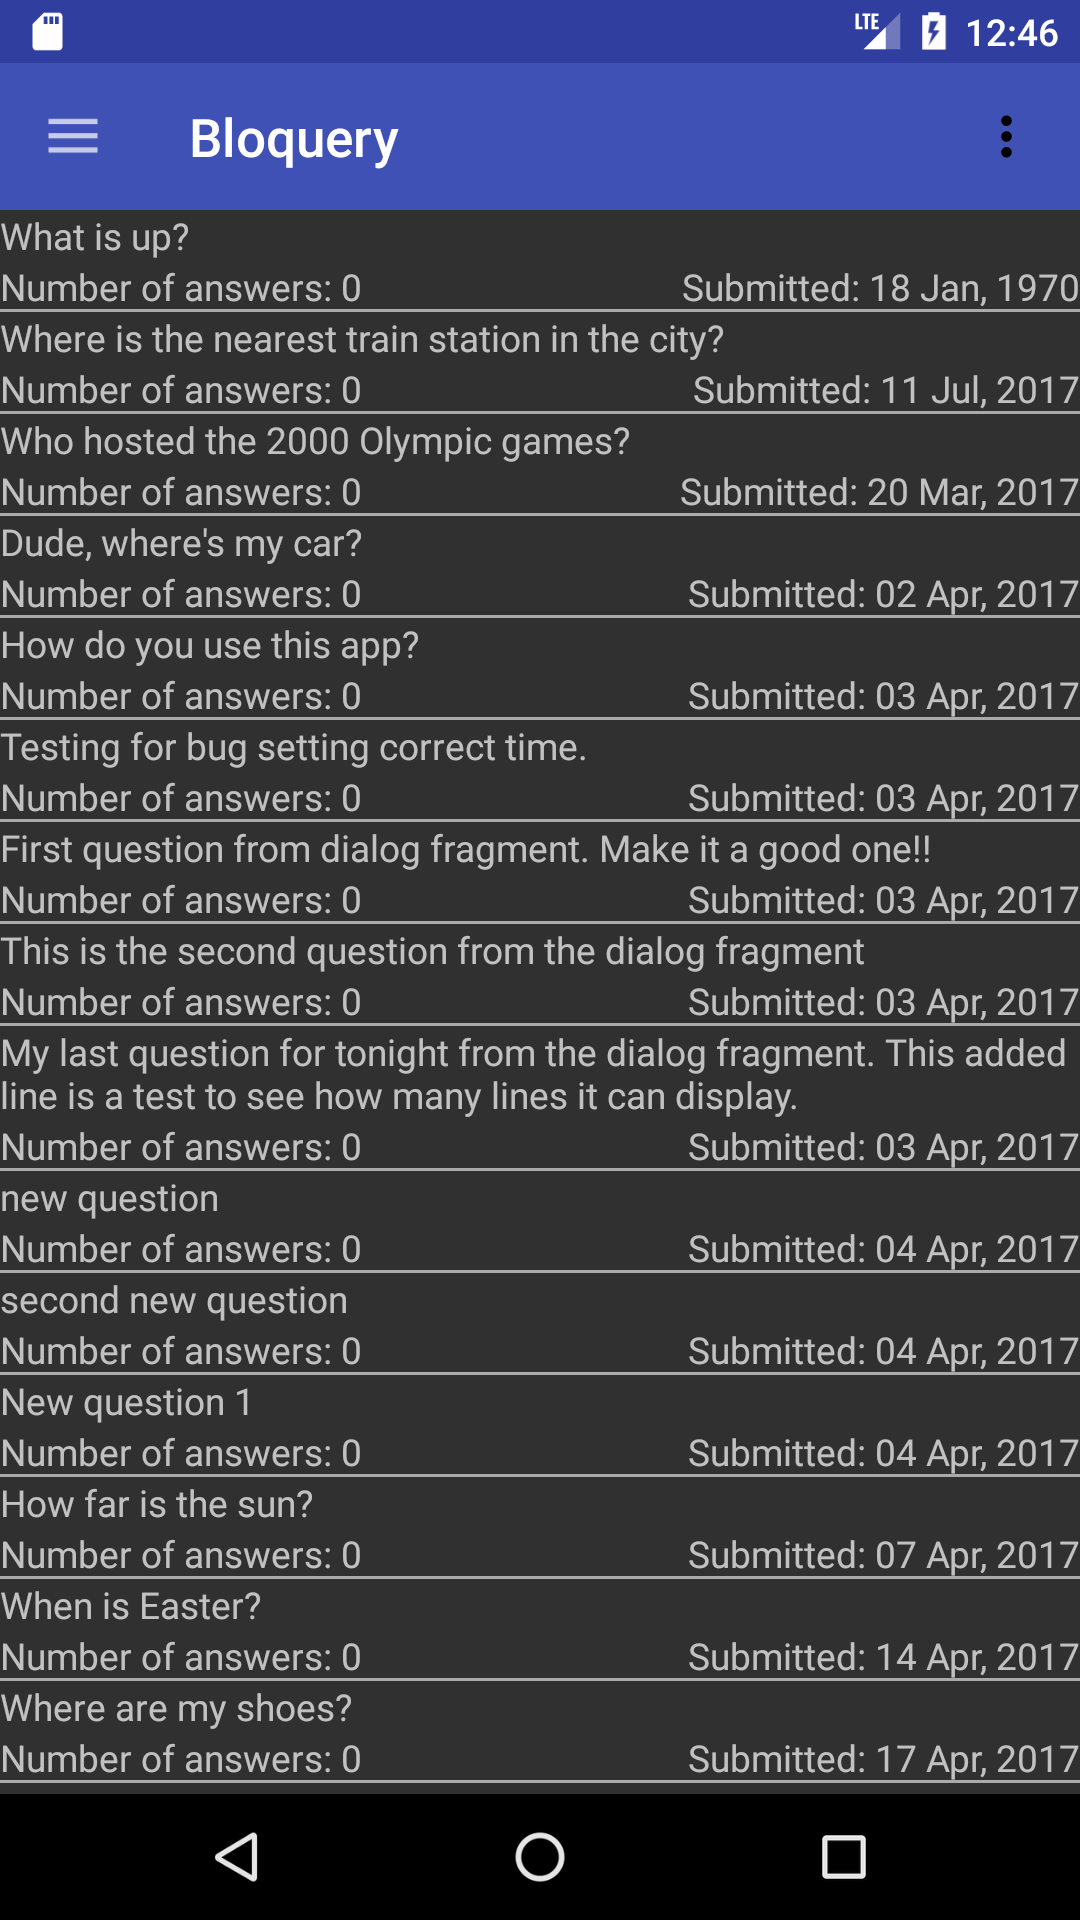 LTE 12:46
Bloquery
What is up?
Number of answers: 0 Submitted: 18 Jan, 1970
Where is the nearest train station in the city?
Number of answers: 0 Submitted: 11 Jul, 2017
Who hosted the 2000 Olympic games?
Number of answers: 0 Submitted: 20 Mar, 2017
Dude, where's my car?
Number of answers: 0 Submitted: 02 Apr, 2017
How do you use this app?
Number of answers: 0 Submitted: 03 Apr, 2017
Testing for bug setting correct time.
Number of answers: 0 Submitted: 03 Apr, 2017
First question from dialog fragment. Make it a good one!!
Number of answers: 0 Submitted: 03 Apr, 2017
This is the second question from the dialog fragment
Number of answers: 0 Submitted: 03 Apr, 2017
My last question for tonight from the dialog fragment. This added
line is a test to see how many lines it can display.
Number of answers: 0 Submitted: 03 Apr, 2017
new question
Number of answers: 0 Submitted: 04 Apr, 2017
second new question
Number of answers: 0 Submitted: 04 Apr, 2017
New question 1
Number of answers: 0 Submitted: 04 Apr, 2017
How far is the sun?
Number of answers: 0 Submitted: 07 Apr, 2017
When is Easter?
Number of answers: 0 Submitted: 14 Apr, 2017
Where are my shoes?
Number of answers: 0 Submitted: 17 Apr, 2017